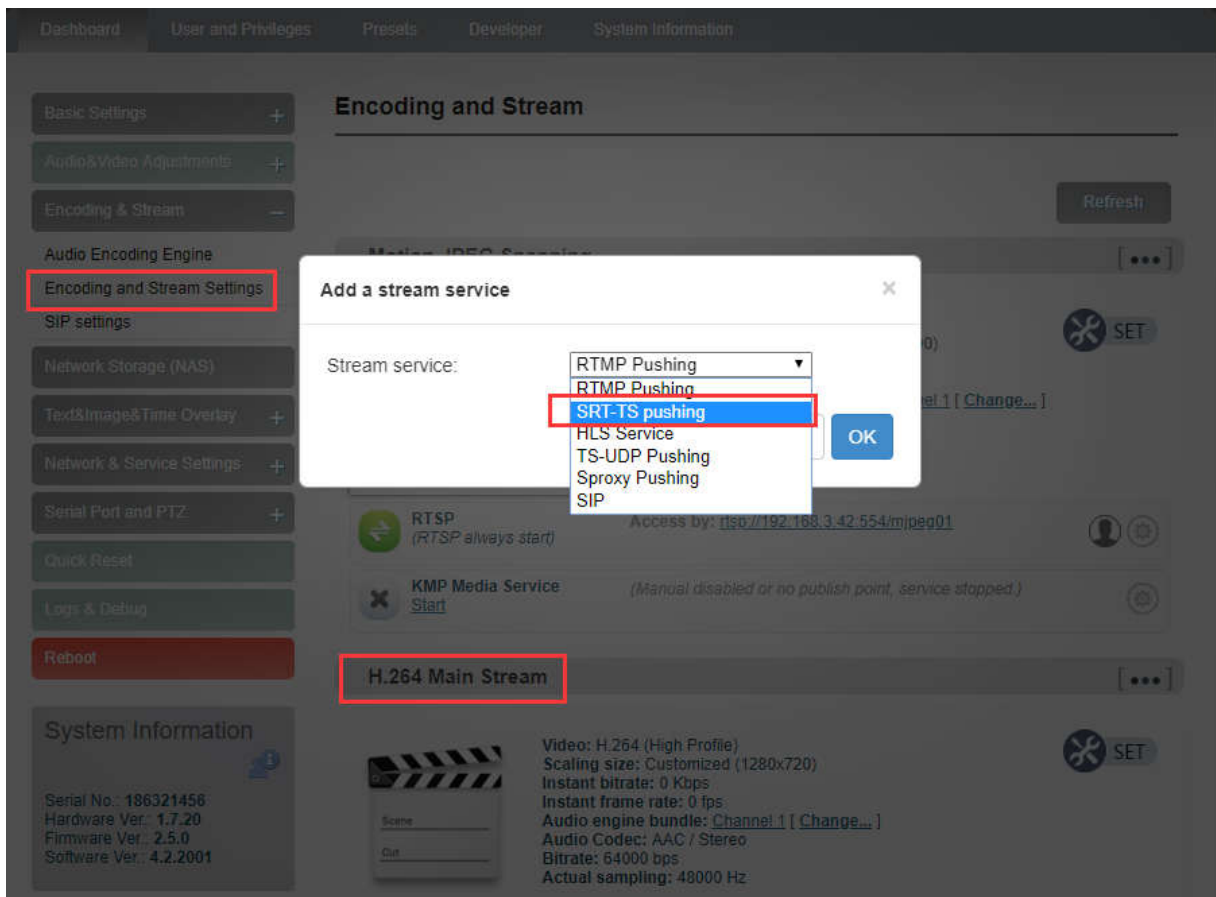 Dashboard
User and Privileges
Presets
Developer
System Information
Basic Settings
Audio&Video Adjustments
Encoding & Stream
Audio Encoding Engine
Encoding and Stream Settings
SIP settings
Network Storage (NAS)
Text&Image&Time Overlay
Network & Service Settings
Serial Port and PTZ
Quick Reset
Logs & Debug
Reboot
System Information
Serial No.: 186321456
Hardware Ver.: 1.7.20
Firmware Ver.: 2.5.0
Software Ver.: 4.2.2001
Encoding and Stream
Refresh
[•••]
SET
0)
1 [ Change... ]
Add a stream service
×
Stream service:
RTMP Pushing
RTMP Pushing
SRT-TS pushing
HLS Service
TS-UDP Pushing
Sproxy Pushing
SIP
OK
RTSP
(RTSP always start)
Access by: rtsp://192.168.3.42:554/mjpeg01
KMP Media Service
Start
(Manual disabled or no publish point, service stopped.)
H.264 Main Stream
[•••]
Scene
Cut
Video: H.264 (High Profile)
Scaling size: Customized (1280x720)
Instant bitrate: 0 Kbps
Instant frame rate: 0 fps
Audio engine bundle: Channel 1 [ Change... ]
Audio Codec: AAC / Stereo
Bitrate: 64000 bps
Actual sampling: 48000 Hz
SET